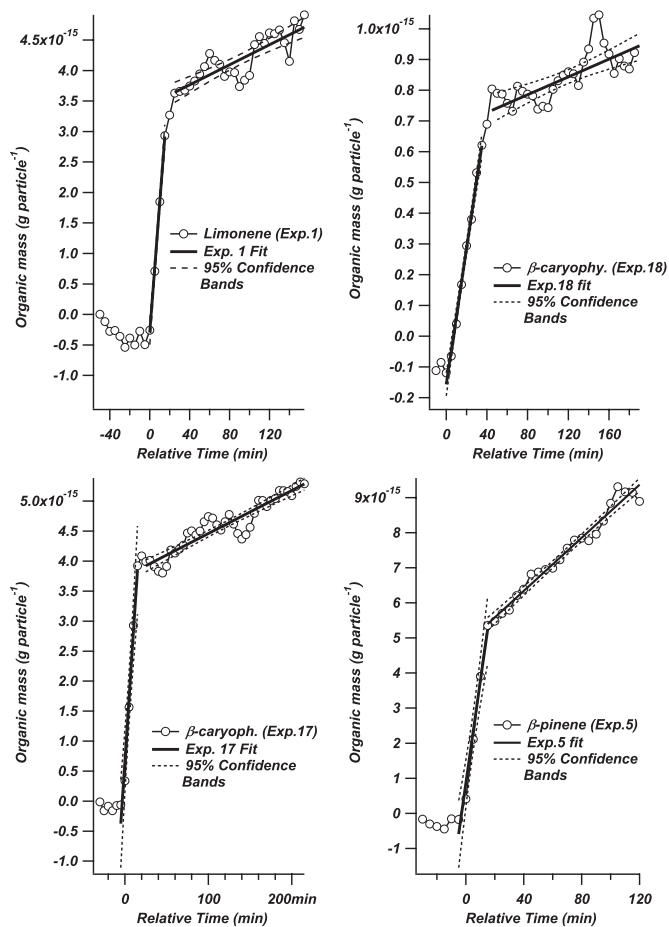 4.5x10⁻¹⁵
4.0
3.5
3.0
2.5
2.0
1.5
1.0
0.5
0.0
-0.5
-1.0
Organic mass (g particle⁻¹)
Limonene (Exp.1)
Exp. 1 Fit
95% Confidence
Bands
-40 0 40 80 120
Relative Time (min)
1.0x10⁻¹⁵
0.9
0.8
0.7
0.6
0.5
0.4
0.3
0.2
0.1
0.0
-0.1
-0.2
Organic mass (g particle⁻¹)
β-caryophy. (Exp.18)
Exp.18 fit
95% Confidence
Bands
0 40 80 120 160
Relative Time (min)
5.0x10⁻¹⁵
4.5
4.0
3.5
3.0
2.5
2.0
1.5
1.0
0.5
0.0
-0.5
-1.0
Organic mass (g particle⁻¹)
β-caryoph. (Exp.17)
Exp. 17 Fit
95% Confidence
Bands
0 100 200min
Relative Time (min)
9x10⁻¹⁵
8
7
6
5
4
3
2
1
0
-1
Organic mass (g particle⁻¹)
β-pinene (Exp.5)
Exp.5 fit
95% Confidence
Bands
0 40 80 120
Relative Time (min)